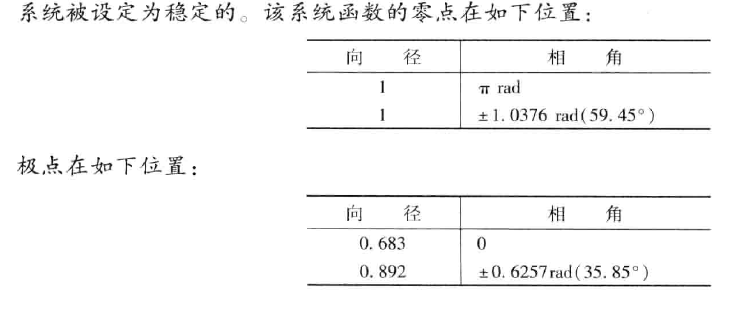 系统被设定为稳定的。该系统函数的零点在如下位置：
向 径 相 角
1 π rad
1 ±1.0376 rad(59.45°)
极点在如下位置：
向 径 相 角
0.683 0
0.892 ±0.6257rad(35.85°)